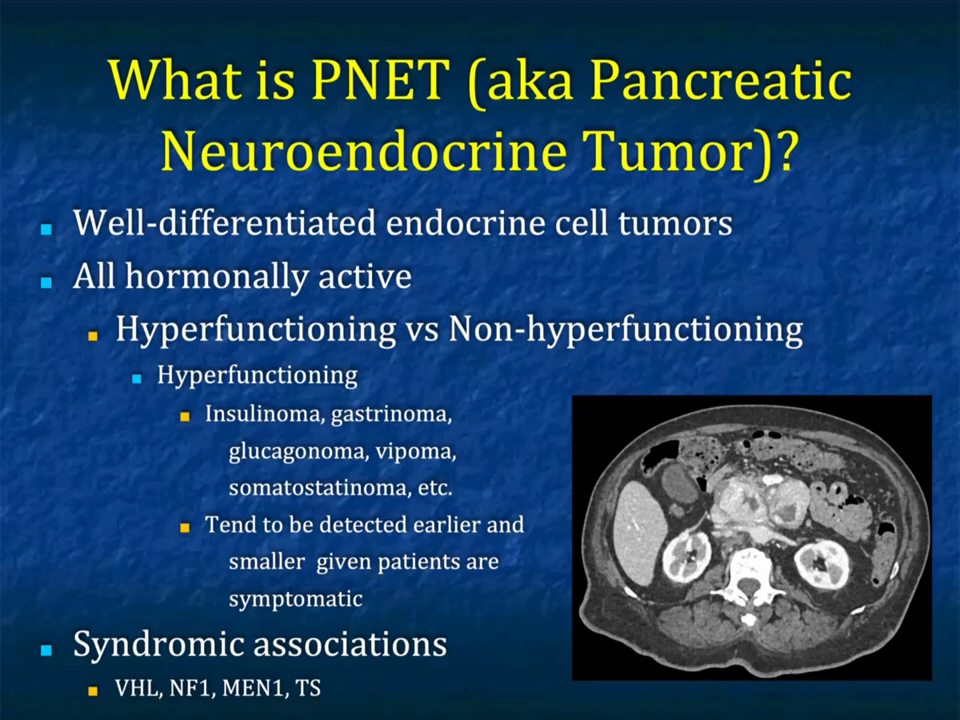 What is PNET (aka Pancreatic
Neuroendocrine Tumor)?
Well-differentiated endocrine cell tumors
All hormonally active
Hyperfunctioning vs Non-hyperfunctioning
Hyperfunctioning
Insulinoma, gastrinoma,
glucagonoma, vipoma,
somatostatinoma, etc.
Tend to be detected earlier and
smaller given patients are
symptomatic
Syndromic associations
VHL, NF1, MEN1, TS